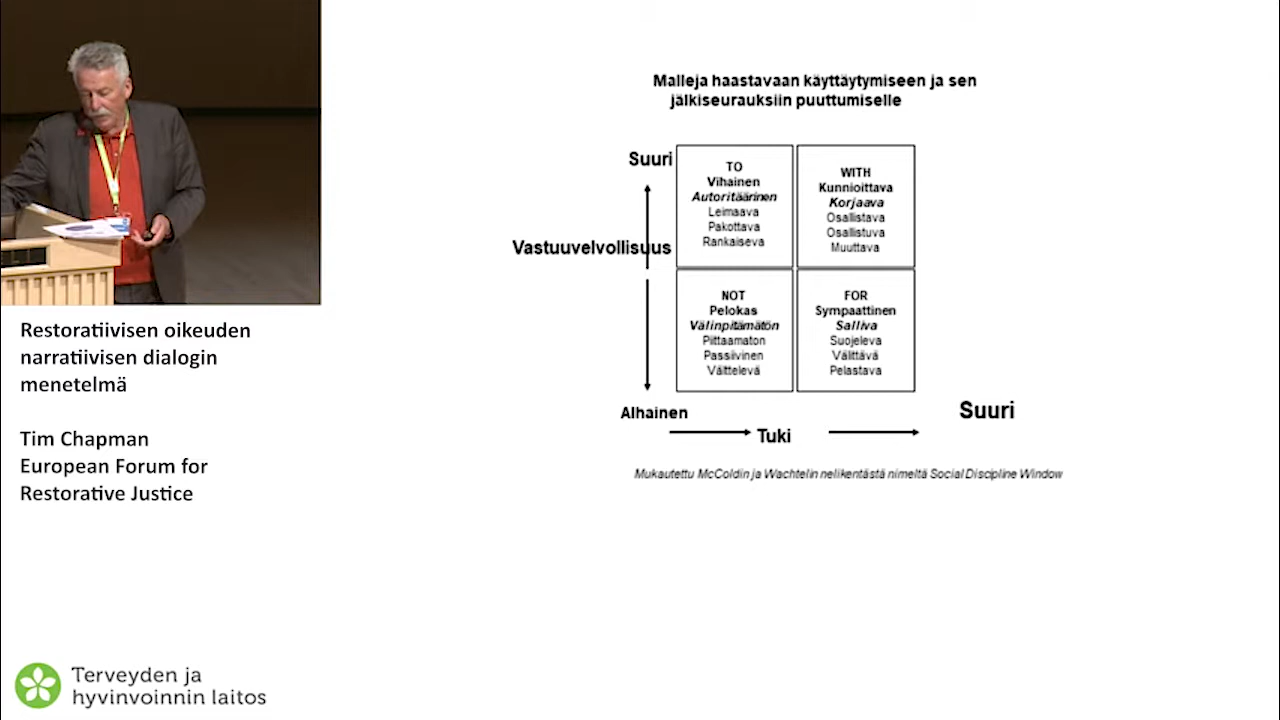 Malleja haastavaan käyttäytymiseen ja sen
jälkiseurauksiin puuttumiselle
Suuri
Vastuuvelvollisuus
TO
Vihainen
Autoritäärinen
Leimaava
Pakottava
Rankaiseva
WITH
Kunnioittava
Korjaava
Osallistava
Osallistuva
Muuttava
NOT
Pelokas
Välinpitämätön
Piittaamaton
Passiivinen
Välttelevä
FOR
Sympaattinen
Salliva
Suojeleva
Välittävä
Pelastava
Alhainen
Tuki
Suuri
Mukautettu McColdin ja Wachtelin nelikentästä nimeltä Social Discipline Window
Restoratiivisen oikeuden
narratiivisen dialogin
menetelmä
Tim Chapman
European Forum for
Restorative Justice
Terveyden ja
hyvinvoinnin laitos